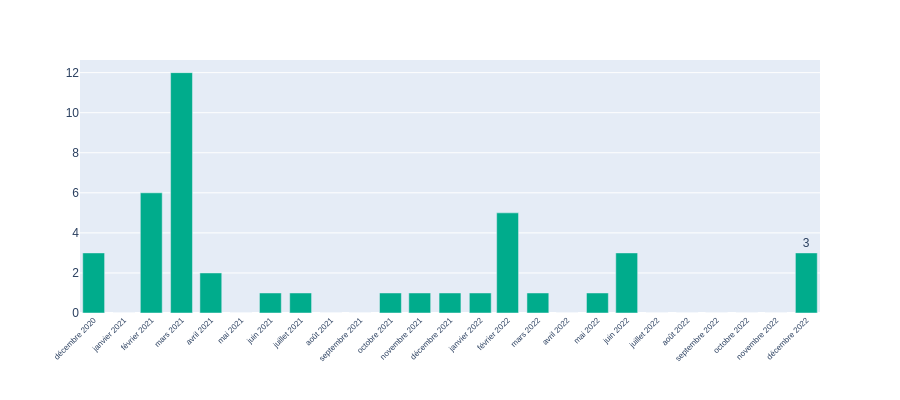 12
10
8
6
4
2
0
3
décembre 2020
janvier 2021
février 2021
mars 2021
avril 2021
mai 2021
juin 2021
juillet 2021
août 2021
septembre 2021
octobre 2021
novembre 2021
décembre 2021
janvier 2022
février 2022
mars 2022
avril 2022
mai 2022
juin 2022
juillet 2022
août 2022
septembre 2022
octobre 2022
novembre 2022
décembre 2022